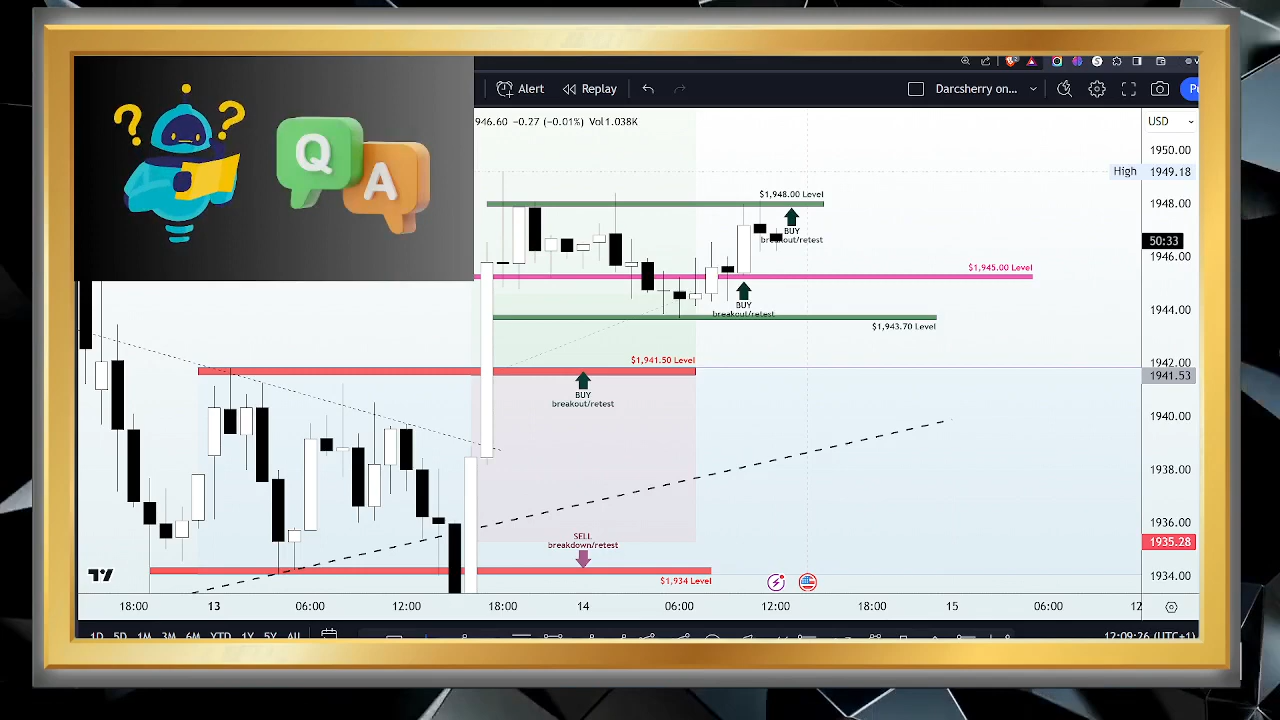 ? ?
Q
A
Alert
Replay
Darcsherry on...
946.60 −0.27 (−0.01%) Vol1.038K
USD
1950.00
High 1949.18
$1,948.00 Level
1948.00
BUY
breakout/retest
50:33
1946.00
$1,945.00 Level
BUY
breakout/retest
1944.00
$1,943.70 Level
$1,941.50 Level
1942.00
1941.53
BUY
breakout/retest
1940.00
1938.00
1936.00
SELL
breakdown/retest
1935.28
$1,934 Level
1934.00
18:00 13 06:00 12:00 18:00 14 06:00 12:00 18:00 15 06:00 12
1D 5D 1M 3M 6M YTD 1Y 5Y All
12:09:26 (UTC+1)